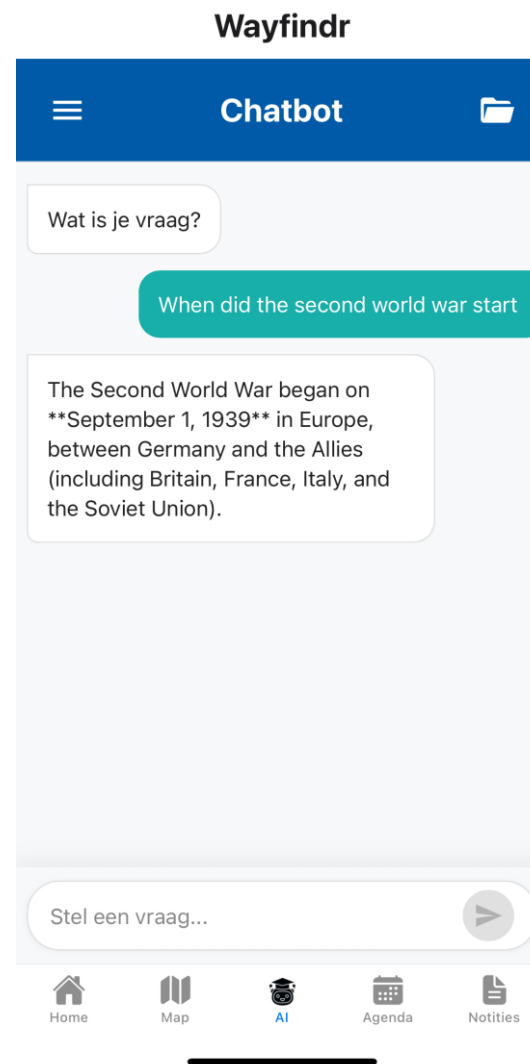 Wayfindr
Chatbot
Wat is je vraag?
When did the second world war start
The Second World War began on
**September 1, 1939** in Europe,
between Germany and the Allies
(including Britain, France, Italy, and
the Soviet Union).
Stel een vraag...
Home
Map
AI
Agenda
Notities